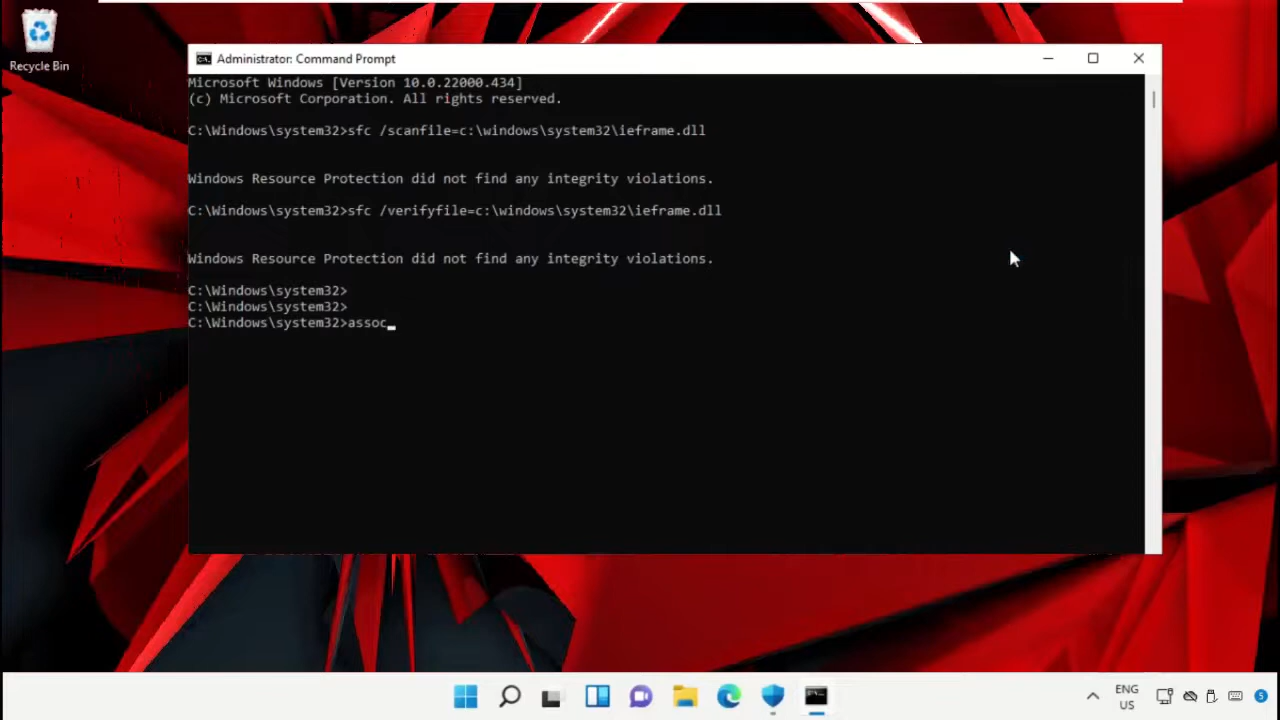 Recycle Bin
Administrator: Command Prompt
Microsoft Windows [Version 10.0.22000.434]
(c) Microsoft Corporation. All rights reserved.
C:\Windows\system32>sfc /scanfile=c:\windows\system32\ieframe.dll
Windows Resource Protection did not find any integrity violations.
C:\Windows\system32>sfc /verifyfile=c:\windows\system32\ieframe.dll
Windows Resource Protection did not find any integrity violations.
C:\Windows\system32>
C:\Windows\system32>
C:\Windows\system32>assoc
ENG
US
5